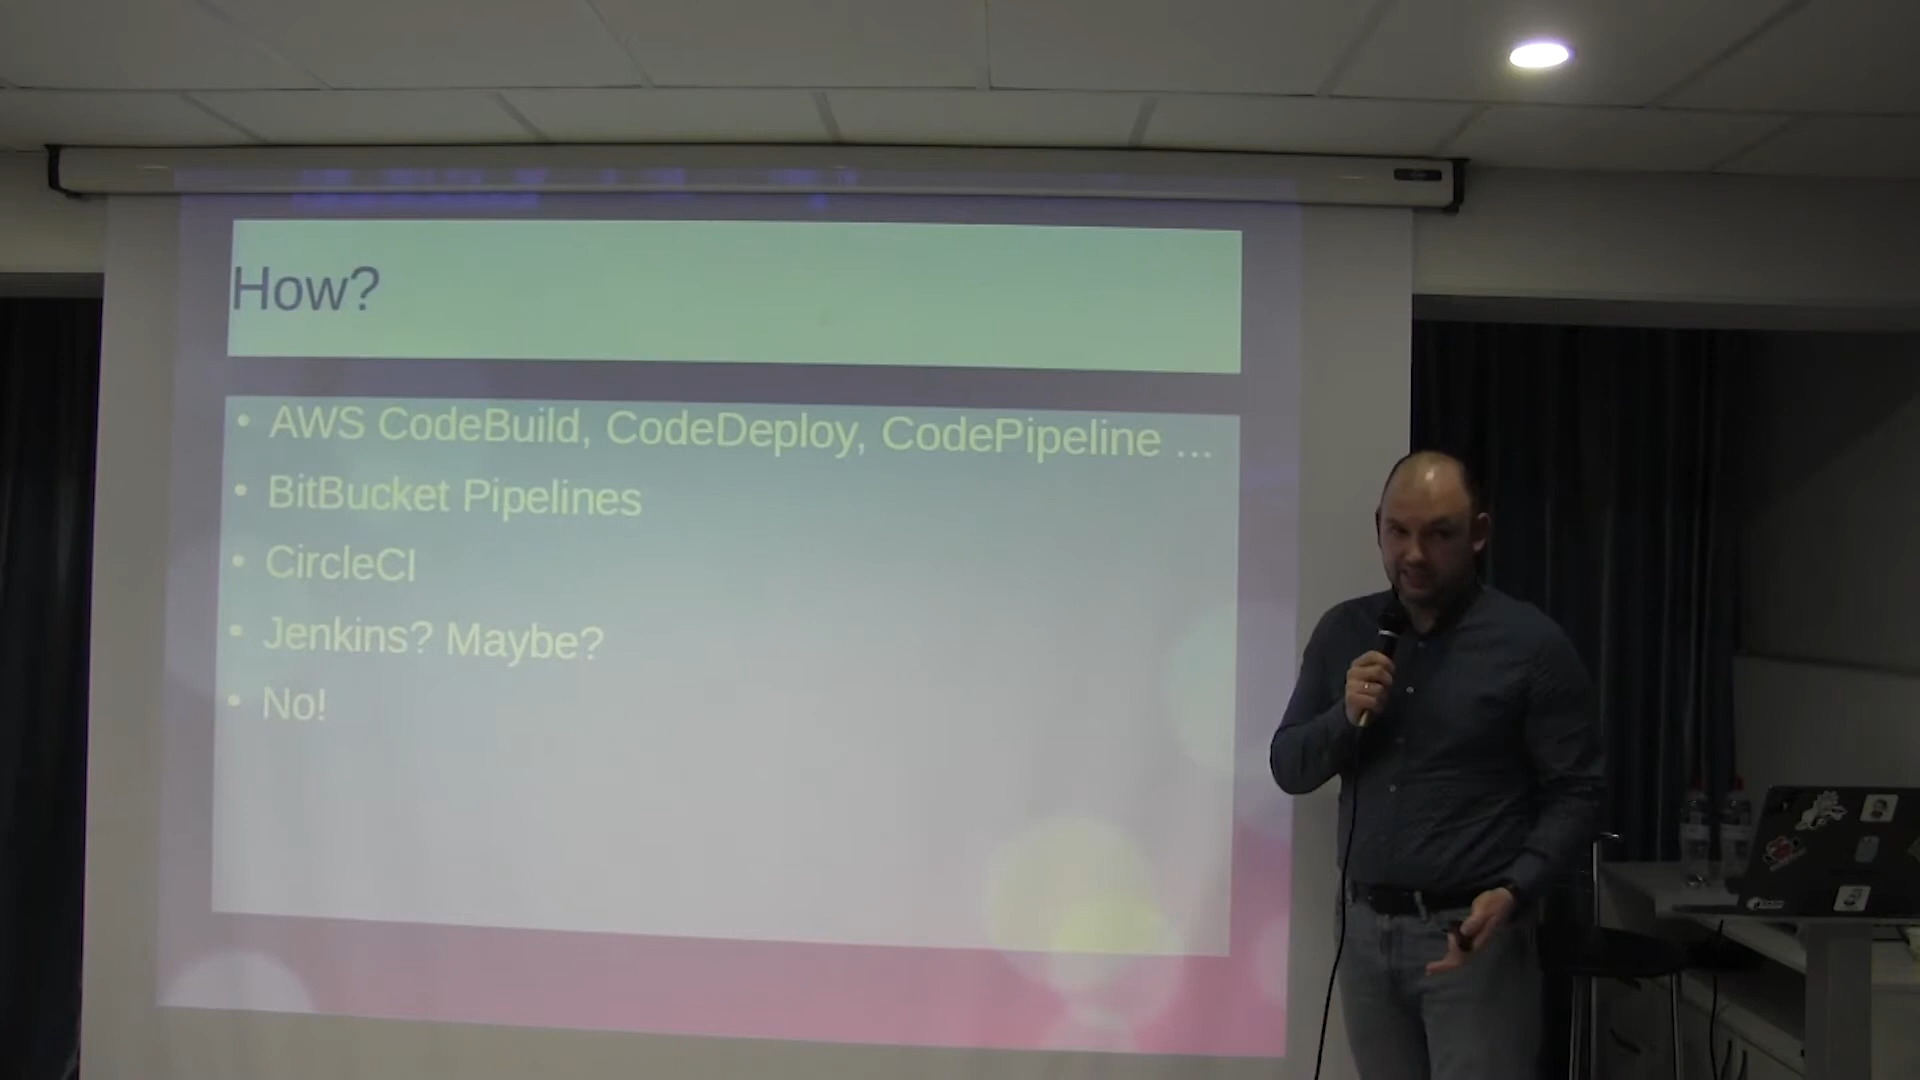 How?
• AWS CodeBuild, CodeDeploy, CodePipeline ...
• BitBucket Pipelines
• CircleCI
• Jenkins? Maybe?
• No!